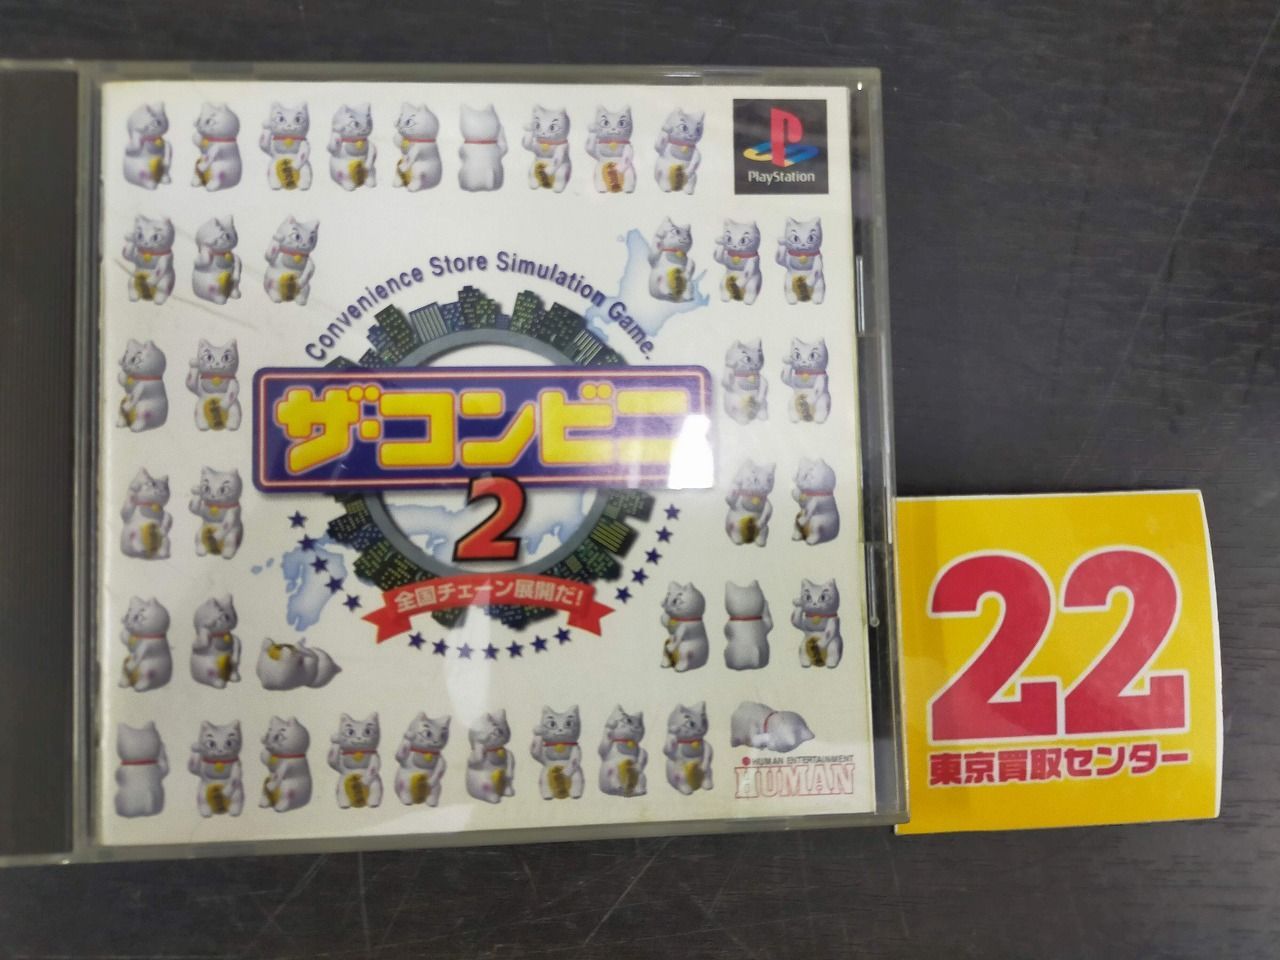 PlayStation
Convenience Store Simulation Game.
ザ・コンビニ
2
全国チェーン展開だ!
HUMAN ENTERTAINMENT
HUMAN
22
東京買取センター